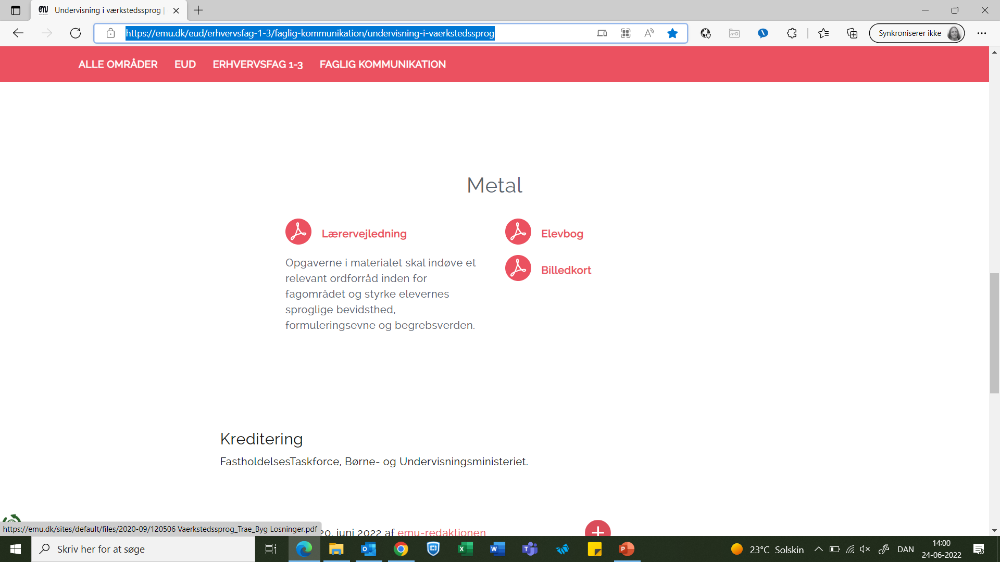 emu
Undervisning i værkstedssprog |
https://emu.dk/eud/erhvervsfag-1-3/faglig-kommunikation/undervisning-i-vaerkstedssprog
Synkroniserer ikke
ALLE OMRÅDER EUD ERHVERVSFAG 1-3 FAGLIG KOMMUNIKATION
Metal
Lærervejledning
Opgaverne i materialet skal indøve et
relevant ordforråd inden for
fagområdet og styrke elevernes
sproglige bevidsthed,
formuleringsevne og begrebsverden.
Elevbog
Billedkort
Kreditering
FastholdelsesTaskforce, Børne- og Undervisningsministeriet.
20. juni 2022 af emu-redaktionen
https://emu.dk/sites/default/files/2020-09/120506 Vaerkstedssprog_Trae_Byg Losninger.pdf
Skriv her for at søge
23°C Solskin
DAN
14:00
24-06-2022